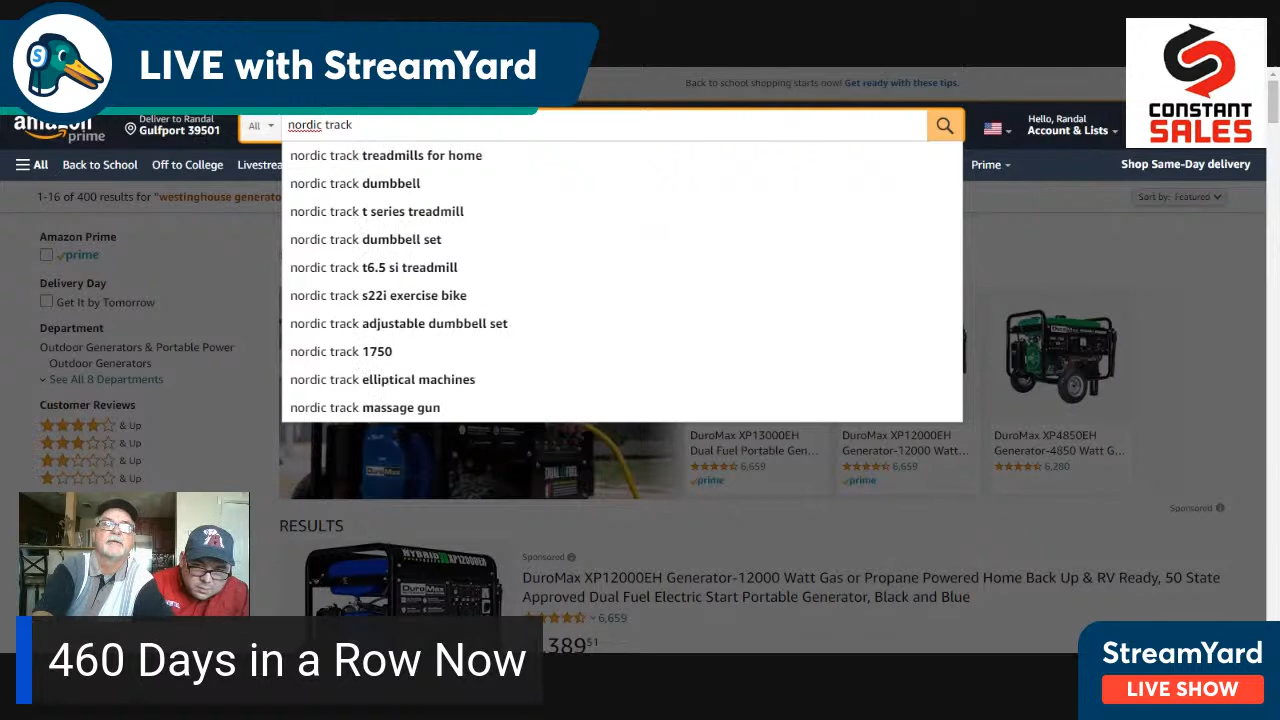 LIVE with StreamYard
S
CONSTANT
SALES
Back to school shopping starts now! Get ready with these tips.
amazon
prime
Deliver to Randal
Gulfport 39501
All
nordic track
Hello, Randal
Account & Lists
All
Back to School
Off to College
Livestrea
Prime
Shop Same-Day delivery
1-16 of 400 results for "westinghouse generato
Sort by: Featured
nordic track treadmills for home
nordic track dumbbell
nordic track t series treadmill
nordic track dumbbell set
nordic track t6.5 si treadmill
nordic track s22i exercise bike
nordic track adjustable dumbbell set
nordic track 1750
nordic track elliptical machines
nordic track massage gun
Amazon Prime
prime
Delivery Day
Get It by Tomorrow
Department
Outdoor Generators & Portable Power
Outdoor Generators
See All 8 Departments
Customer Reviews
& Up
& Up
& Up
& Up
DuroMax
DUAL FUEL
DuroMax XP13000EH
Dual Fuel Portable Gen...
6,659
prime
DuroMax XP12000EH
Generator-12000 Watt...
6,659
prime
DuroMax XP4850EH
Generator-4850 Watt G...
6,280
Sponsored
RESULTS
HYBRID XP12000EH
DuroMax
Sponsored
DuroMax XP12000EH Generator-12000 Watt Gas or Propane Powered Home Back Up & RV Ready, 50 State
Approved Dual Fuel Electric Start Portable Generator, Black and Blue
6,659
389 51
460 Days in a Row Now
StreamYard
LIVE SHOW